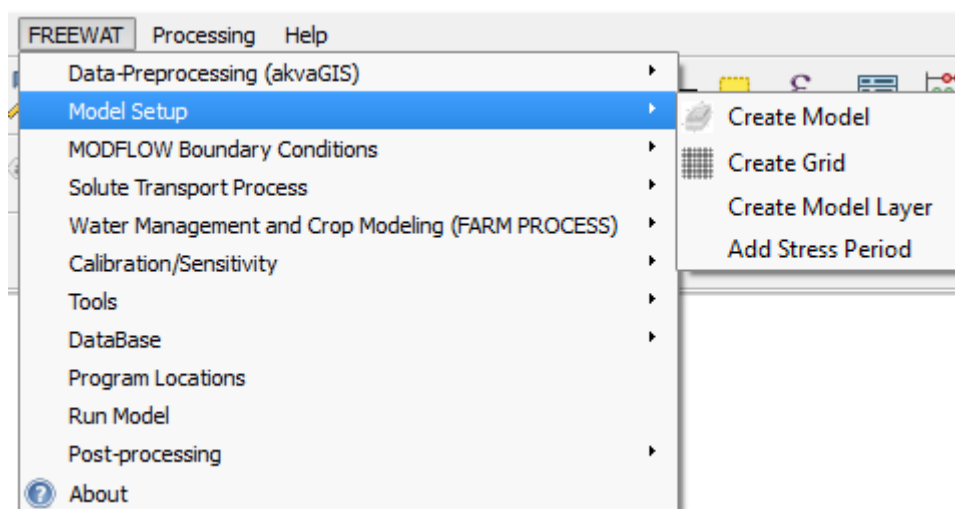 FREEWAT Processing Help
Data-Preprocessing (akvaGIS)
Model Setup
MODFLOW Boundary Conditions
Solute Transport Process
Water Management and Crop Modeling (FARM PROCESS)
Calibration/Sensitivity
Tools
DataBase
Program Locations
Run Model
Post-processing
About
Create Model
Create Grid
Create Model Layer
Add Stress Period